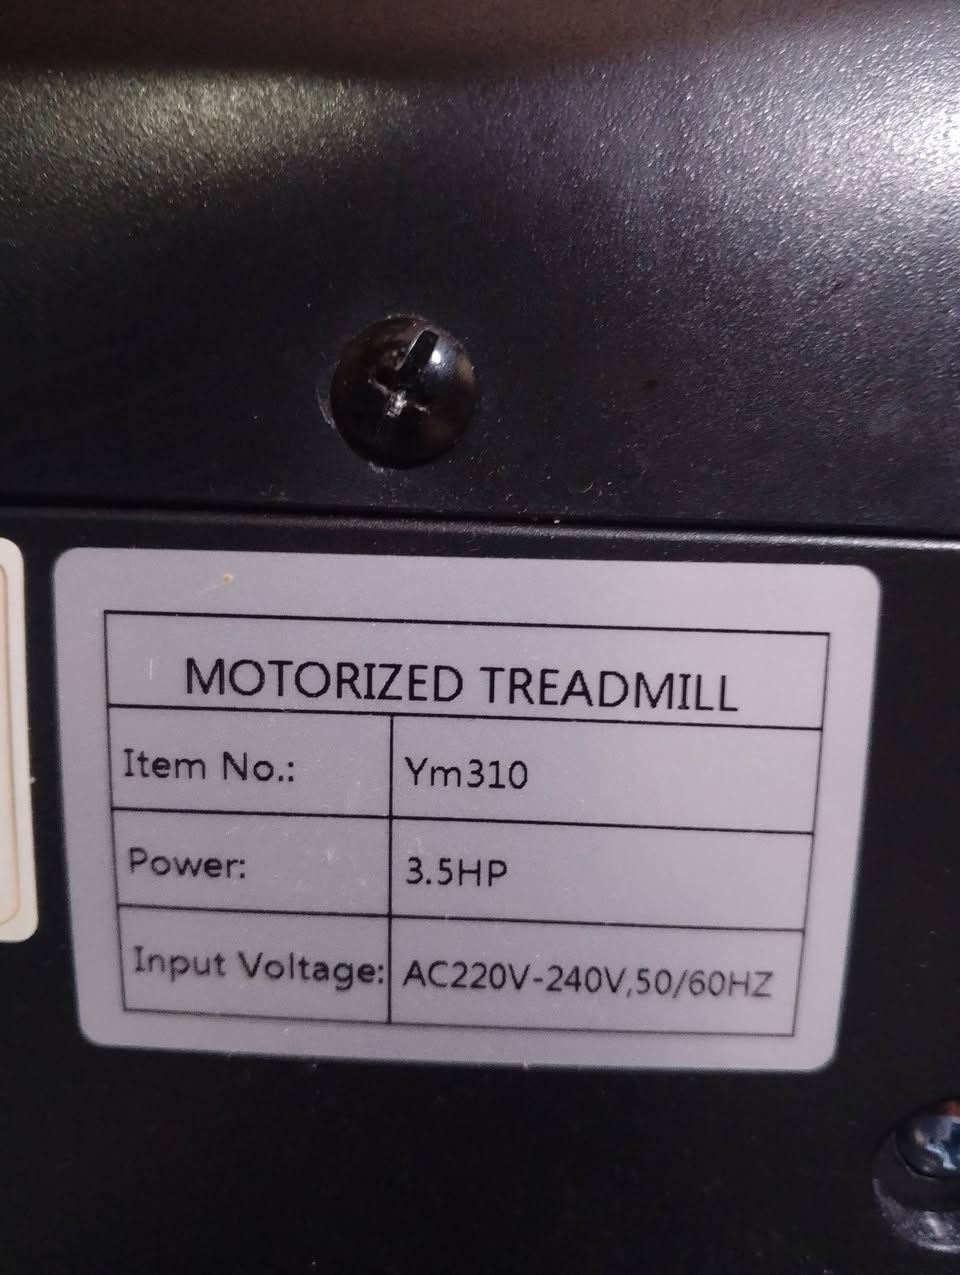 MOTORIZED TREADMILL
Item No.: Ym310
Power: 3.5HP
Input Voltage: AC220V-240V,50/60HZ